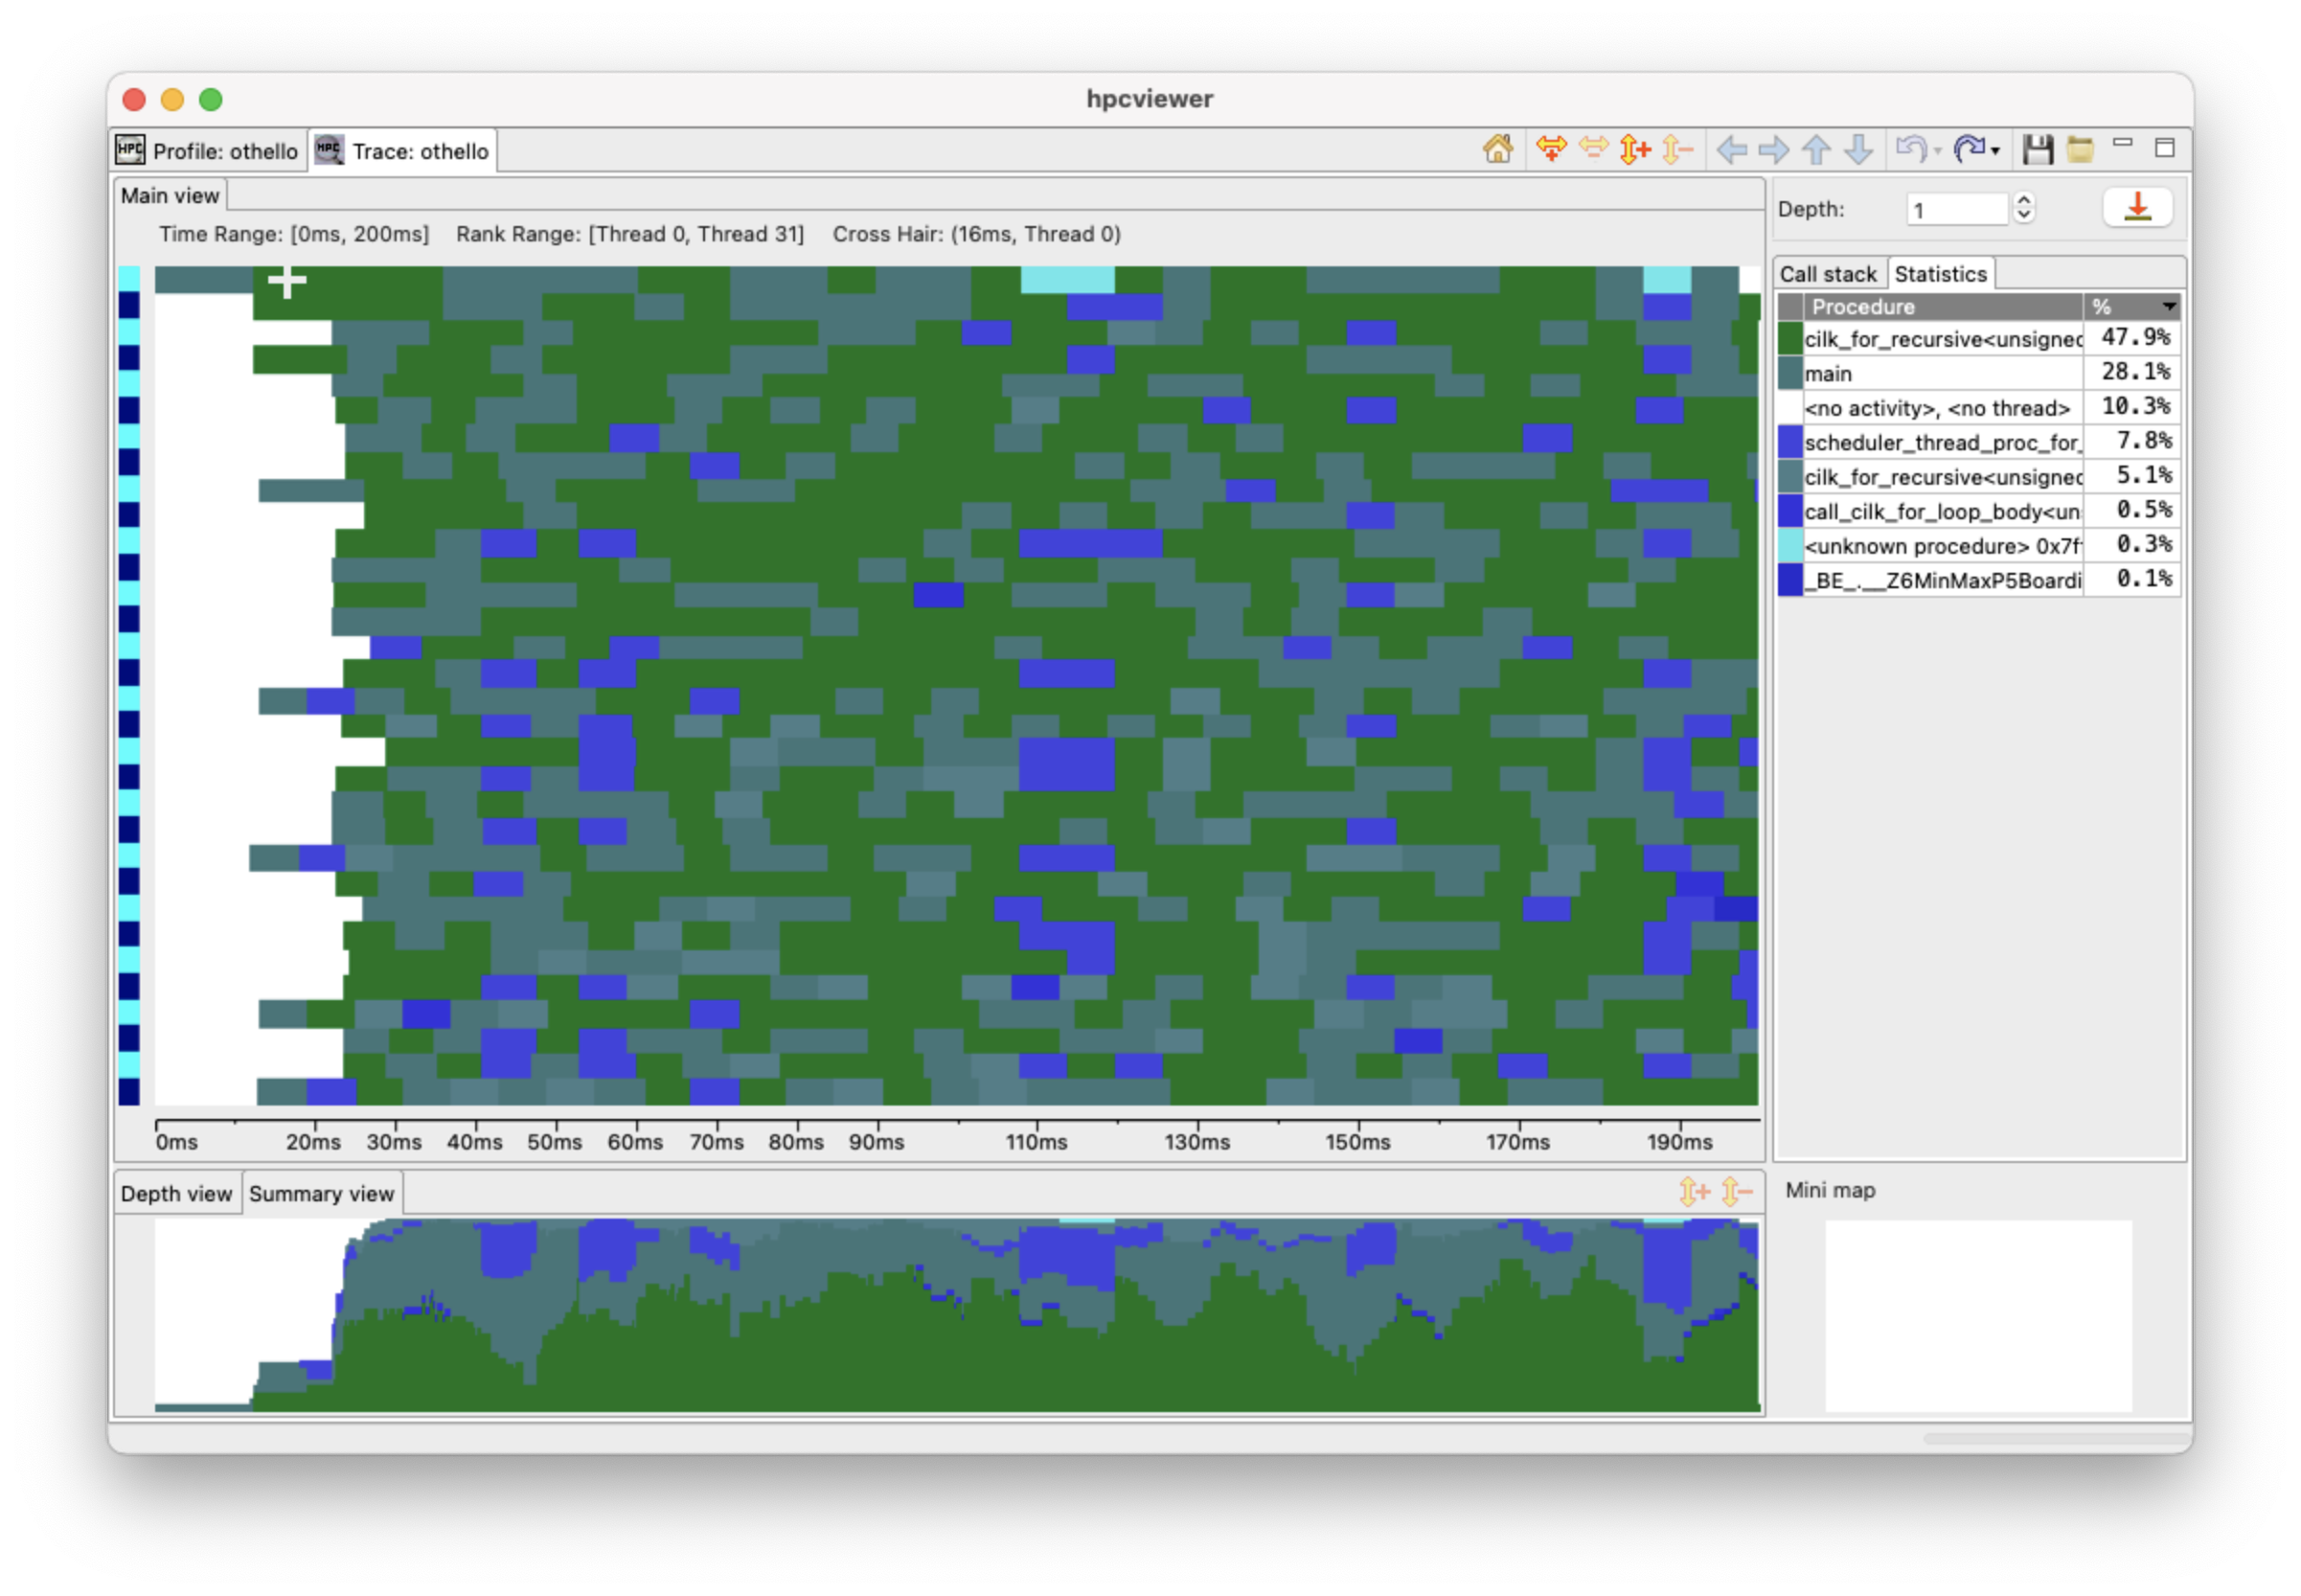 hpcviewer
HPC Profile: othello
HPC Trace: othello
Main view
Time Range: [0ms, 200ms] Rank Range: [Thread 0, Thread 31] Cross Hair: (16ms, Thread 0)
Depth: 1
Call stack Statistics
Procedure %
cilk_for_recursive<unsigned 47.9%
main 28.1%
<no activity>, <no thread> 10.3%
scheduler_thread_proc_for_ 7.8%
cilk_for_recursive<unsigned 5.1%
call_cilk_for_loop_body<un 0.5%
<unknown procedure> 0x7f 0.3%
_BE_.__Z6MinMaxP5Boardi 0.1%
0ms 20ms 30ms 40ms 50ms 60ms 70ms 80ms 90ms 110ms 130ms 150ms 170ms 190ms
Depth view Summary view
Mini map